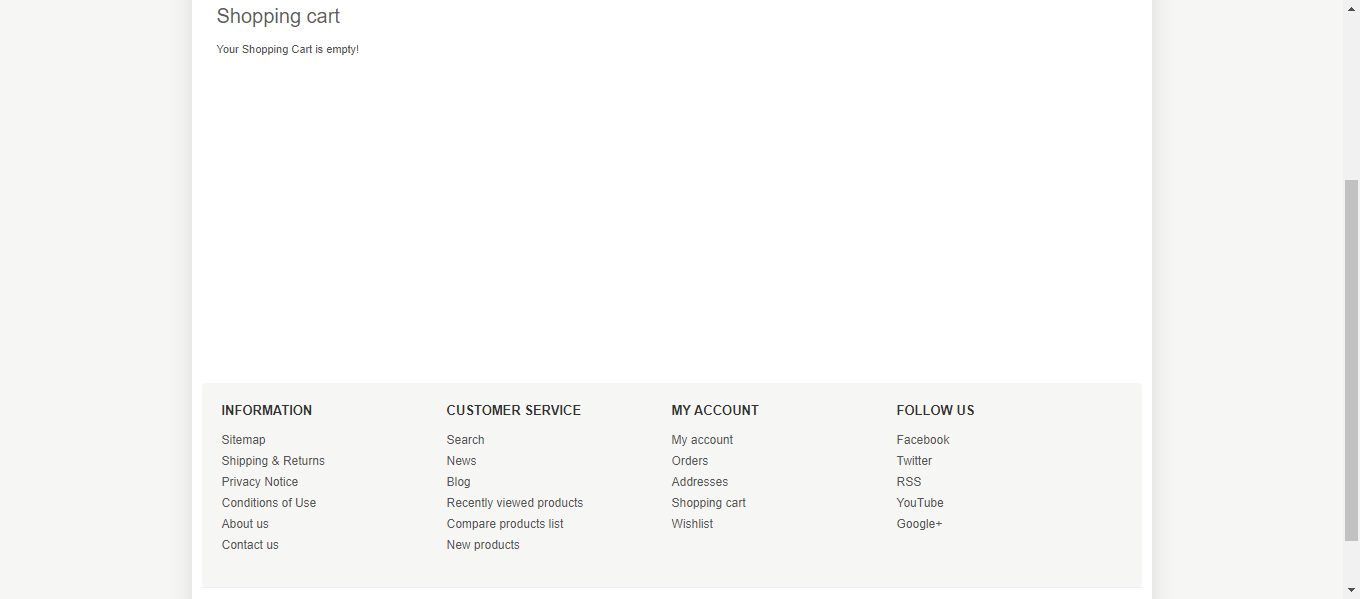 Shopping cart
Your Shopping Cart is empty!
INFORMATION
Sitemap
Shipping & Returns
Privacy Notice
Conditions of Use
About us
Contact us
CUSTOMER SERVICE
Search
News
Blog
Recently viewed products
Compare products list
New products
MY ACCOUNT
My account
Orders
Addresses
Shopping cart
Wishlist
FOLLOW US
Facebook
Twitter
RSS
YouTube
Google+